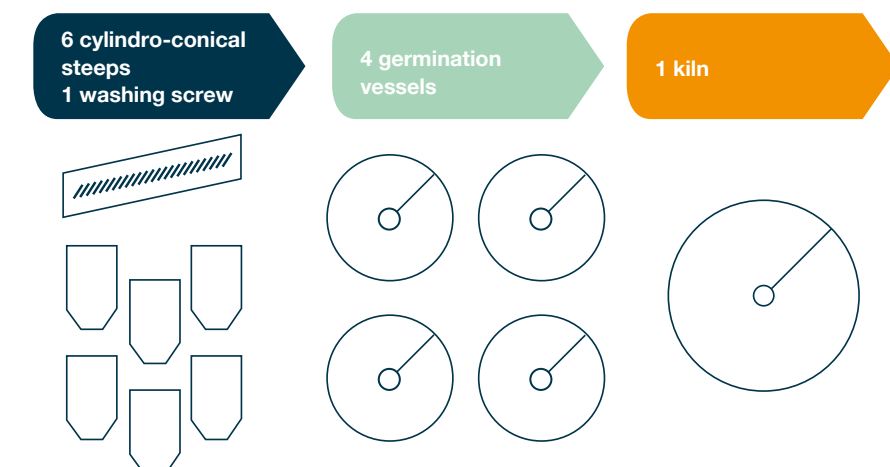 6 cylindro-conical
steeps
1 washing screw
4 germination
vessels
1 kiln